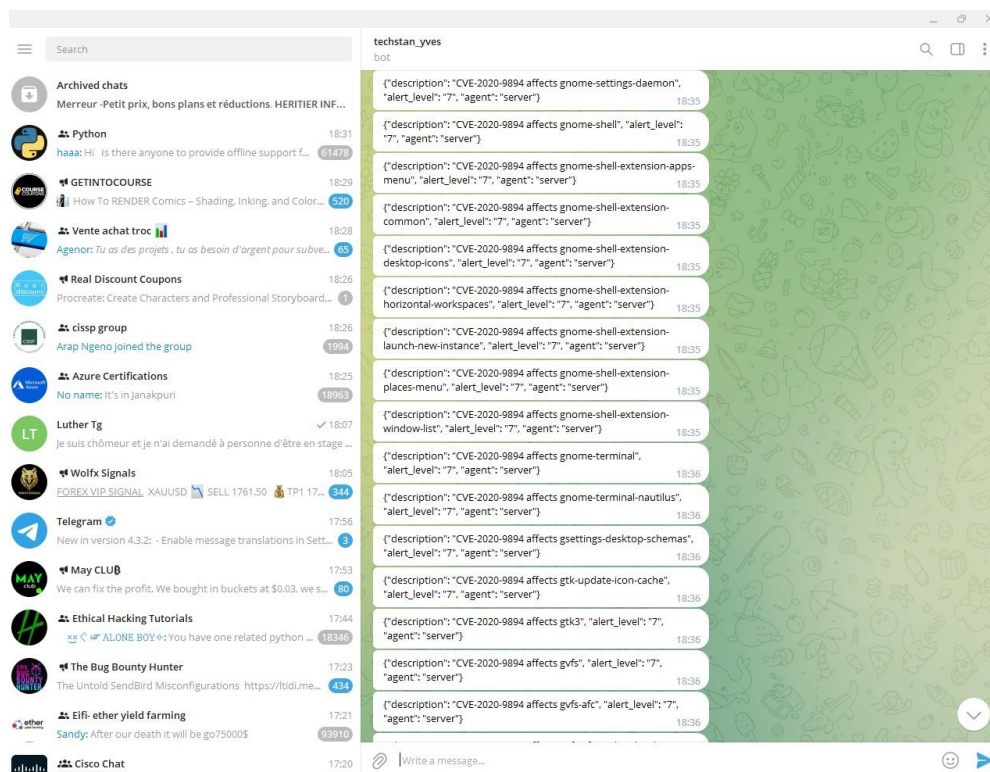 Search
Archived chats
Merreur -Petit prix, bons plans et réductions. HERITIER INF...
Python 18:31
haaa: Hi Is there anyone to provide offline support f... 61478
GETINTOCOURSE 18:29
How To RENDER Comics – Shading, Inking, and Color... 520
Vente achat troc 18:28
Agenor: Tu as des projets , tu as besoin d'argent pour subve... 65
Real Discount Coupons 18:26
Procreate: Create Characters and Professional Storyboard... 1
cissp group 18:26
Arap Ngeno joined the group 1994
Azure Certifications 18:25
No name: It's in Janakpuri 18963
LT
Luther Tg 18:07
Je suis chômeur et je n'ai demandé à personne d'être en stage ...
Wolfx Signals 18:05
FOREX VIP SIGNAL XAUUSD SELL 1761.50 TP1 17... 344
Telegram 17:56
New in version 4.3.2: - Enable message translations in Sett... 3
MAY club
May CLUβ 17:53
We can fix the profit. We bought in buckets at $0.03, we s... 80
Ethical Hacking Tutorials 17:44
ALONE BOY: You have one related python ... 18346
The Bug Bounty Hunter 17:23
The Untold SendBird Misconfigurations https://ltidi.me... 434
ether
Eifi- ether yield farming 17:21
Sandy: After our death it will be go75000$ 93910
Cisco Chat 17:20
techstan_yves
bot
{"description": "CVE-2020-9894 affects gnome-settings-daemon",
"alert_level": "7", "agent": "server"} 18:35
{"description": "CVE-2020-9894 affects gnome-shell", "alert_level":
"7", "agent": "server"} 18:35
{"description": "CVE-2020-9894 affects gnome-shell-extension-apps-
menu", "alert_level": "7", "agent": "server"} 18:35
{"description": "CVE-2020-9894 affects gnome-shell-extension-
common", "alert_level": "7", "agent": "server"} 18:35
{"description": "CVE-2020-9894 affects gnome-shell-extension-
desktop-icons", "alert_level": "7", "agent": "server"} 18:35
{"description": "CVE-2020-9894 affects gnome-shell-extension-
horizontal-workspaces", "alert_level": "7", "agent": "server"} 18:35
{"description": "CVE-2020-9894 affects gnome-shell-extension-
launch-new-instance", "alert_level": "7", "agent": "server"} 18:35
{"description": "CVE-2020-9894 affects gnome-shell-extension-
places-menu", "alert_level": "7", "agent": "server"} 18:35
{"description": "CVE-2020-9894 affects gnome-shell-extension-
window-list", "alert_level": "7", "agent": "server"} 18:35
{"description": "CVE-2020-9894 affects gnome-terminal",
"alert_level": "7", "agent": "server"} 18:36
{"description": "CVE-2020-9894 affects gnome-terminal-nautilus",
"alert_level": "7", "agent": "server"} 18:36
{"description": "CVE-2020-9894 affects gsettings-desktop-schemas",
"alert_level": "7", "agent": "server"} 18:36
{"description": "CVE-2020-9894 affects gtk-update-icon-cache",
"alert_level": "7", "agent": "server"} 18:36
{"description": "CVE-2020-9894 affects gtk3", "alert_level": "7",
"agent": "server"} 18:36
{"description": "CVE-2020-9894 affects gvfs", "alert_level": "7",
"agent": "server"} 18:36
{"description": "CVE-2020-9894 affects gvfs-afc", "alert_level": "7",
"agent": "server"} 18:36
Write a message...